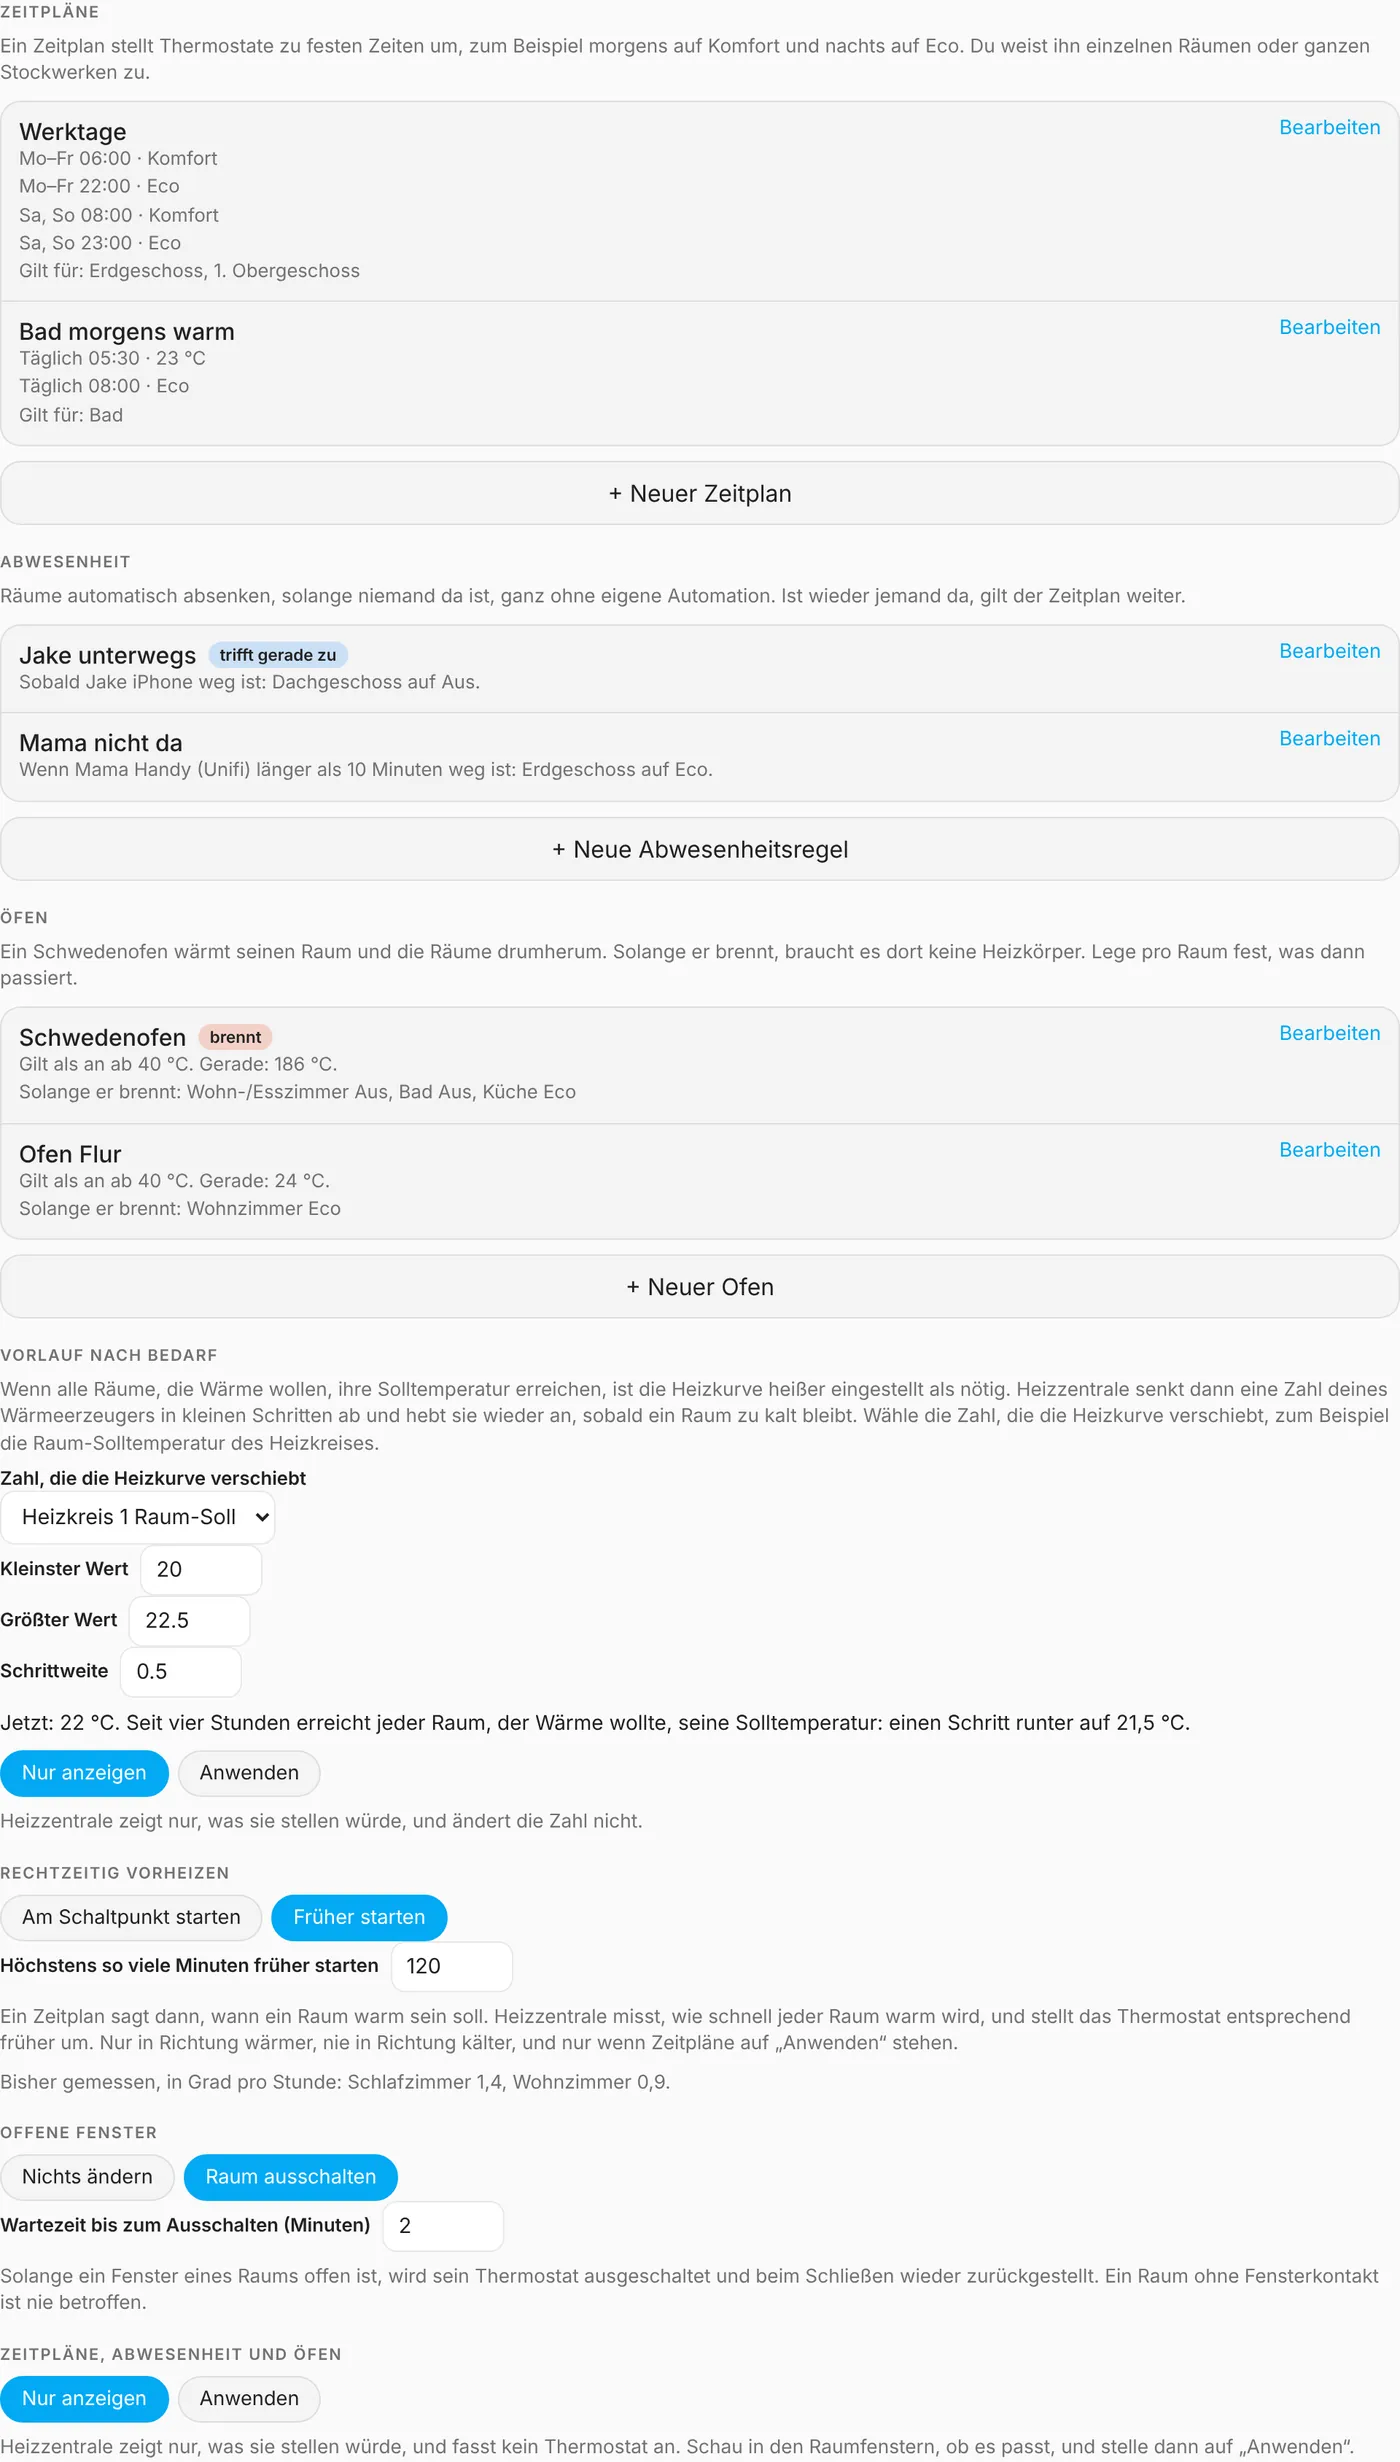 ZEITPLÄNE
Ein Zeitplan stellt Thermostate zu festen Zeiten um, zum Beispiel morgens auf Komfort und nachts auf Eco. Du weist ihn einzelnen Räumen oder ganzen
Stockwerken zu.
Werktage
Bearbeiten
Mo–Fr 06:00 · Komfort
Mo–Fr 22:00 · Eco
Sa, So 08:00 · Komfort
Sa, So 23:00 · Eco
Gilt für: Erdgeschoss, 1. Obergeschoss
Bad morgens warm
Bearbeiten
Täglich 05:30 · 23 °C
Täglich 08:00 · Eco
Gilt für: Bad
+ Neuer Zeitplan
ABWESENHEIT
Räume automatisch absenken, solange niemand da ist, ganz ohne eigene Automation. Ist wieder jemand da, gilt der Zeitplan weiter.
Jake unterwegs trifft gerade zu
Bearbeiten
Sobald Jake iPhone weg ist: Dachgeschoss auf Aus.
Mama nicht da
Bearbeiten
Wenn Mama Handy (Unifi) länger als 10 Minuten weg ist: Erdgeschoss auf Eco.
+ Neue Abwesenheitsregel
ÖFEN
Ein Schwedenofen wärmt seinen Raum und die Räume drumherum. Solange er brennt, braucht es dort keine Heizkörper. Lege pro Raum fest, was dann
passiert.
Schwedenofen brennt
Bearbeiten
Gilt als an ab 40 °C. Gerade: 186 °C.
Solange er brennt: Wohn-/Esszimmer Aus, Bad Aus, Küche Eco
Ofen Flur
Bearbeiten
Gilt als an ab 40 °C. Gerade: 24 °C.
Solange er brennt: Wohnzimmer Eco
+ Neuer Ofen
VORLAUF NACH BEDARF
Wenn alle Räume, die Wärme wollen, ihre Solltemperatur erreichen, ist die Heizkurve heißer eingestellt als nötig. Heizzentrale senkt dann eine Zahl deines
Wärmeerzeugers in kleinen Schritten ab und hebt sie wieder an, sobald ein Raum zu kalt bleibt. Wähle die Zahl, die die Heizkurve verschiebt, zum Beispiel
die Raum-Solltemperatur des Heizkreises.
Zahl, die die Heizkurve verschiebt
Heizkreis 1 Raum-Soll
Kleinster Wert 20
Größter Wert 22.5
Schrittweite 0.5
Jetzt: 22 °C. Seit vier Stunden erreicht jeder Raum, der Wärme wollte, seine Solltemperatur: einen Schritt runter auf 21,5 °C.
Nur anzeigen Anwenden
Heizzentrale zeigt nur, was sie stellen würde, und ändert die Zahl nicht.
RECHTZEITIG VORHEIZEN
Am Schaltpunkt starten Früher starten
Höchstens so viele Minuten früher starten 120
Ein Zeitplan sagt dann, wann ein Raum warm sein soll. Heizzentrale misst, wie schnell jeder Raum warm wird, und stellt das Thermostat entsprechend
früher um. Nur in Richtung wärmer, nie in Richtung kälter, und nur wenn Zeitpläne auf „Anwenden“ stehen.
Bisher gemessen, in Grad pro Stunde: Schlafzimmer 1,4, Wohnzimmer 0,9.
OFFENE FENSTER
Nichts ändern Raum ausschalten
Wartezeit bis zum Ausschalten (Minuten) 2
Solange ein Fenster eines Raums offen ist, wird sein Thermostat ausgeschaltet und beim Schließen wieder zurückgestellt. Ein Raum ohne Fensterkontakt
ist nie betroffen.
ZEITPLÄNE, ABWESENHEIT UND ÖFEN
Nur anzeigen Anwenden
Heizzentrale zeigt nur, was sie stellen würde, und fasst kein Thermostat an. Schau in den Raumfenstern, ob es passt, und stelle dann auf „Anwenden“.